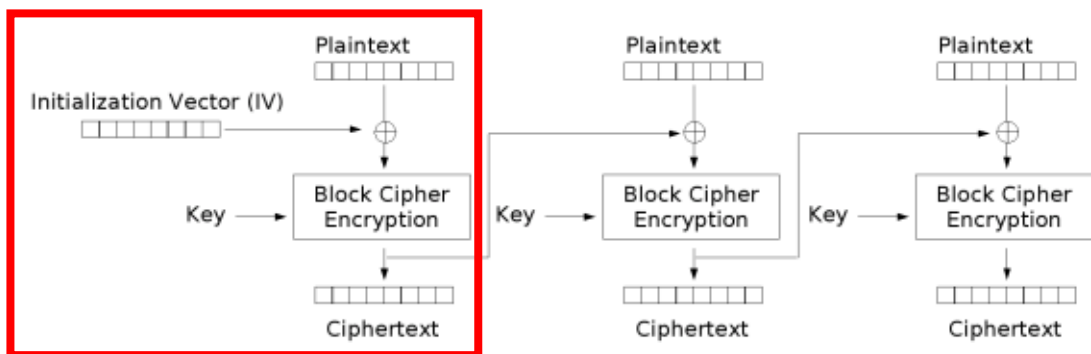 Plaintext
Plaintext
Plaintext
Initialization Vector (IV)
Key
Block Cipher
Encryption
Key
Block Cipher
Encryption
Key
Block Cipher
Encryption
Ciphertext
Ciphertext
Ciphertext